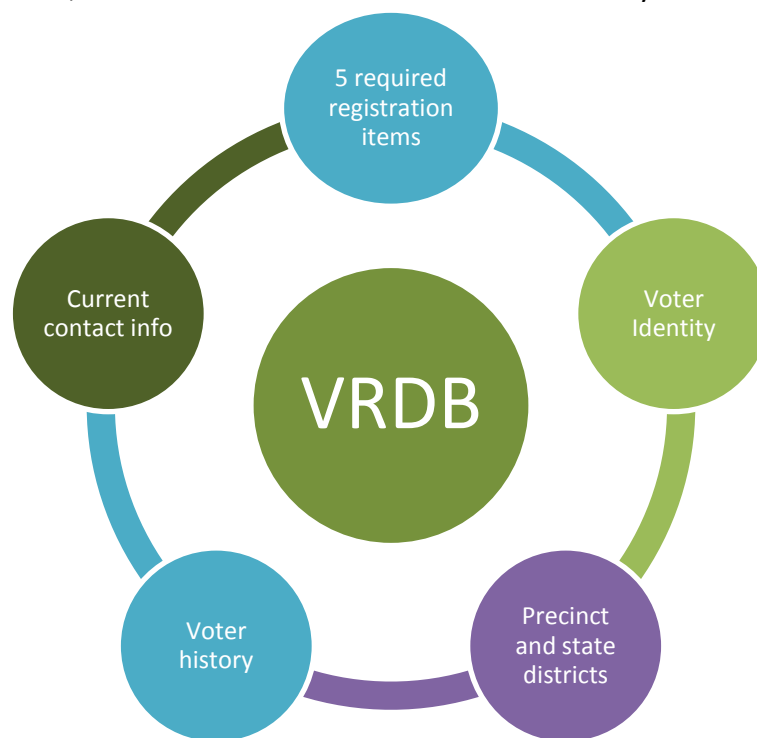 5 required
registration
items
Voter
Identity
Precinct
and state
districts
Voter
history
Current
contact info
VRDB